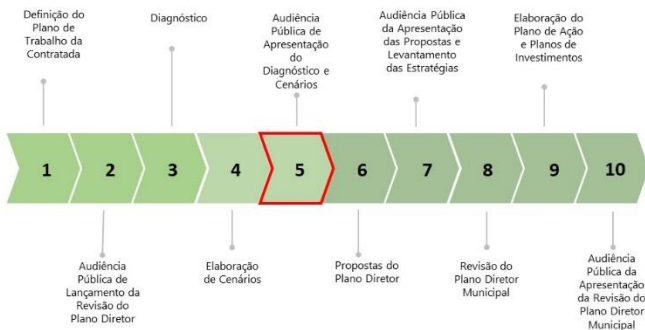 Definição do
Plano de
Trabalho da
Contratada
Diagnóstico
Audiência
Pública de
Apresentação
do
Diagnóstico e
Cenários
Audiência Pública
da Apresentação
das Propostas e
Levantamento
das Estratégias
Elaboração do
Plano de Ação
e Planos de
Investimentos
1
2
3
4
5
6
7
8
9
10
Audiência
Pública de
Lançamento da
Revisão do
Plano Diretor
Elaboração
de Cenários
Propostas do
Plano Diretor
Revisão do
Plano Diretor
Municipal
Audiência
Pública da
Apresentação
da Revisão do
Plano Diretor
Municipal